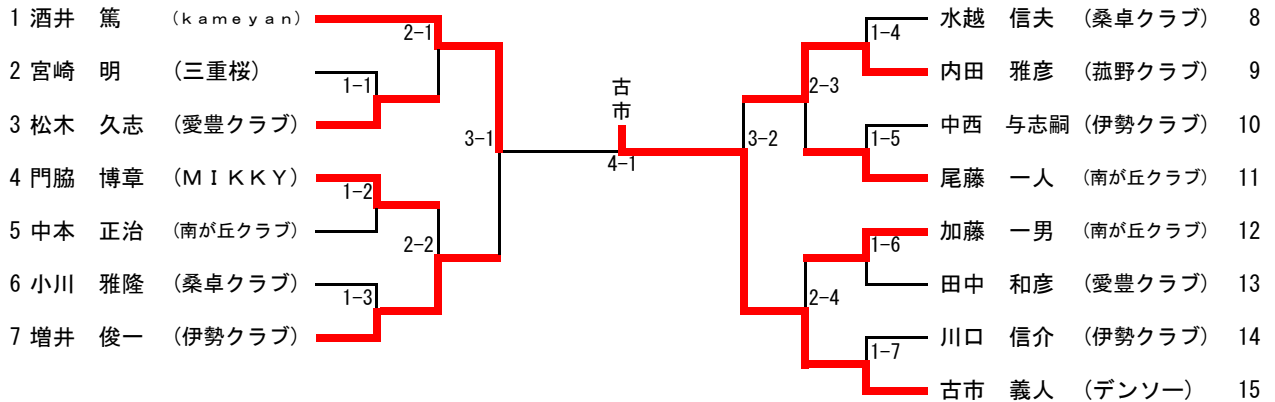 1 酒井 篤 (kameyan)
2 宮崎 明 (三重桜)
3 松木 久志 (愛豊クラブ)
4 門脇 博章 (MIKKY)
5 中本 正治 (南が丘クラブ)
6 小川 雅隆 (桑卓クラブ)
7 増井 俊一 (伊勢クラブ)
2-1
1-1
3-1
1-2
2-2
1-3
古市
4-1
1-4
2-3
3-2
1-5
1-6
2-4
1-7
水越 信夫 (桑卓クラブ) 8
内田 雅彦 (菰野クラブ) 9
中西 与志嗣 (伊勢クラブ) 10
尾藤 一人 (南が丘クラブ) 11
加藤 一男 (南が丘クラブ) 12
田中 和彦 (愛豊クラブ) 13
川口 信介 (伊勢クラブ) 14
古市 義人 (デンソー) 15